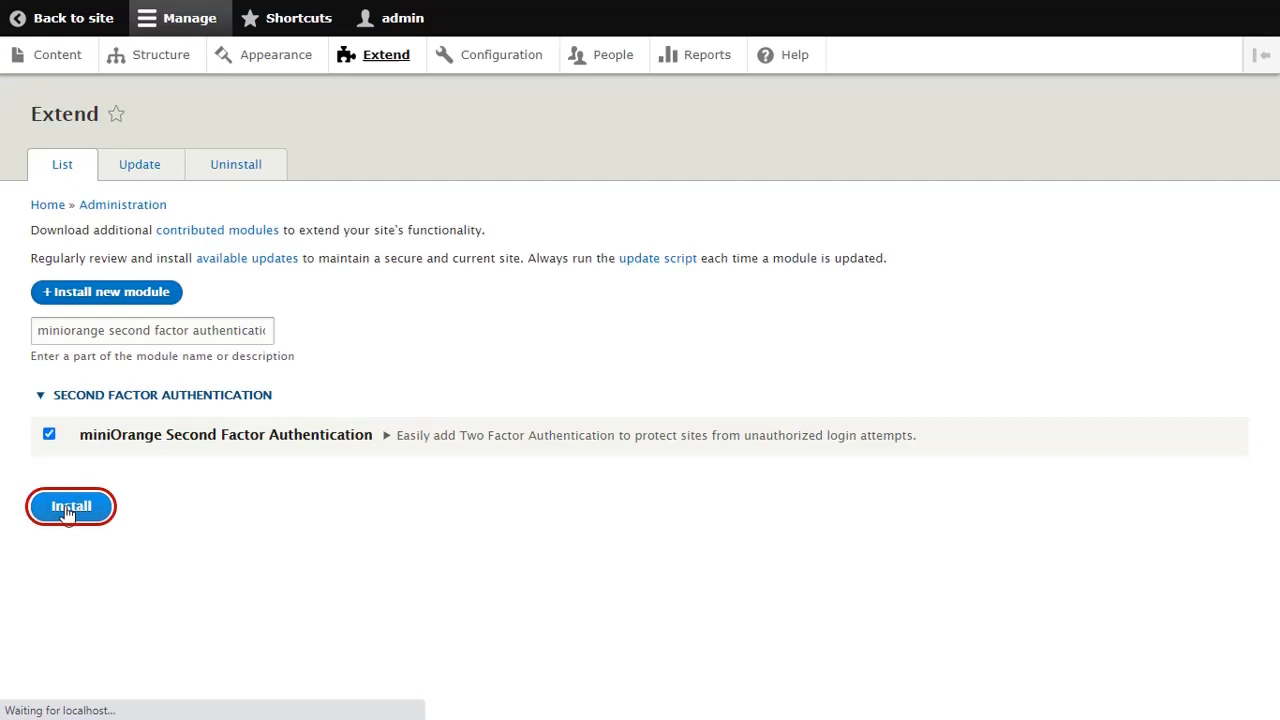 Back to site Manage Shortcuts admin
Content Structure Appearance Extend Configuration People Reports Help
Extend
List Update Uninstall
Home » Administration
Download additional contributed modules to extend your site's functionality.
Regularly review and install available updates to maintain a secure and current site. Always run the update script each time a module is updated.
+ Install new module
miniorange second factor authenticatic
Enter a part of the module name or description
▼ SECOND FACTOR AUTHENTICATION
miniOrange Second Factor Authentication ▶ Easily add Two Factor Authentication to protect sites from unauthorized login attempts.
Install
Waiting for localhost...